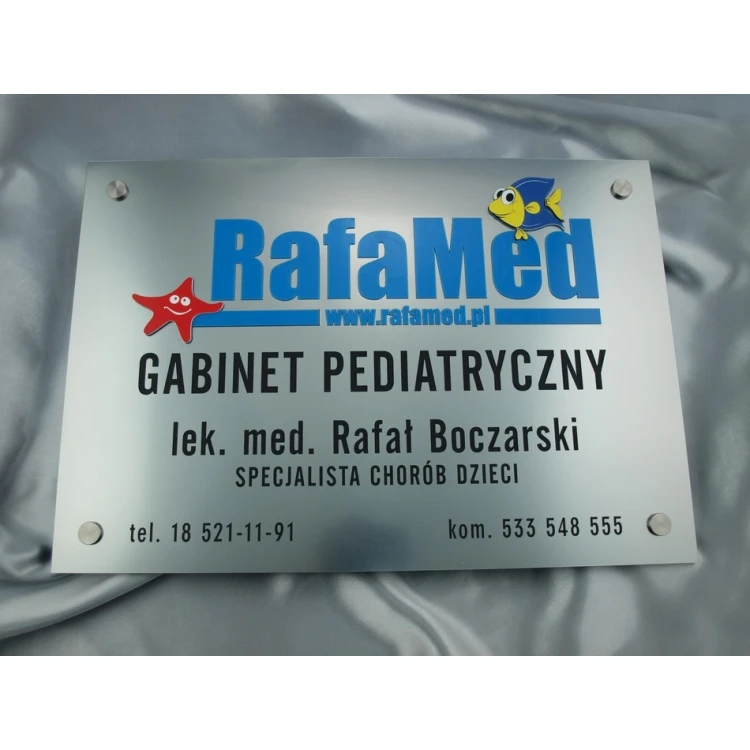 RafaMed
www.rafamed.pl
GABINET PEDIATRYCZNY
lek. med. Rafał Boczarski
SPECJALISTA CHORÓB DZIECI
tel. 18 521-11-91 kom. 533 548 555